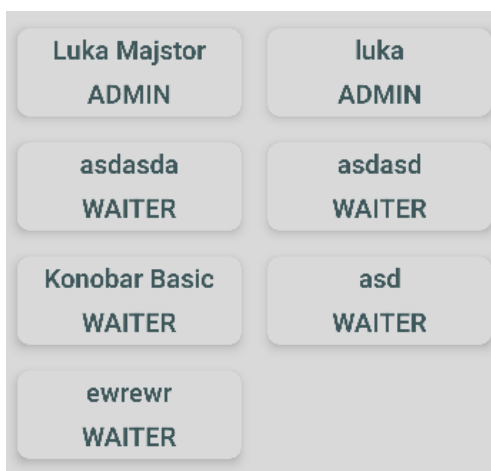 Luka Majstor
ADMIN
luka
ADMIN
asdasda
WAITER
asdasd
WAITER
Konobar Basic
WAITER
asd
WAITER
ewrewr
WAITER